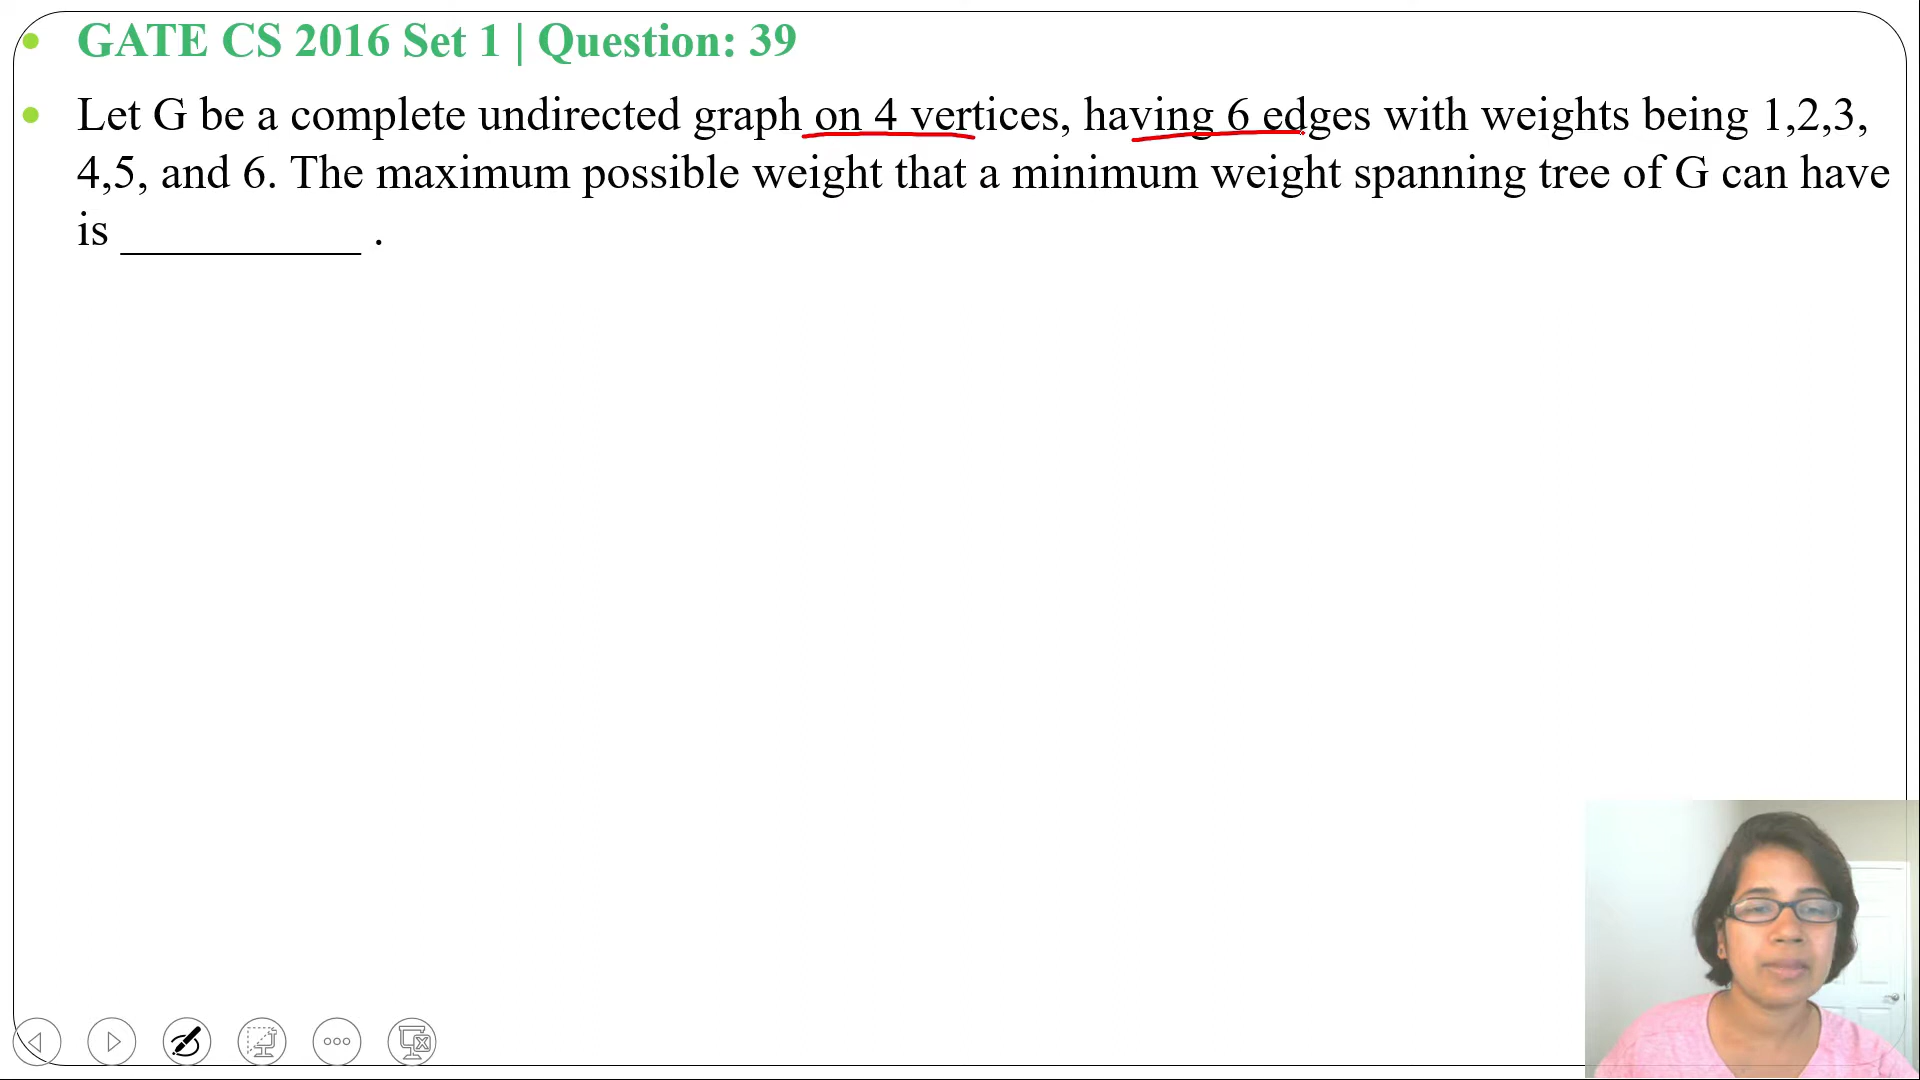 GATE CS 2016 Set 1 | Question: 39
Let G be a complete undirected graph on 4 vertices, having 6 edges with weights being 1,2,3,
4,5, and 6. The maximum possible weight that a minimum weight spanning tree of G can have
is __________ .